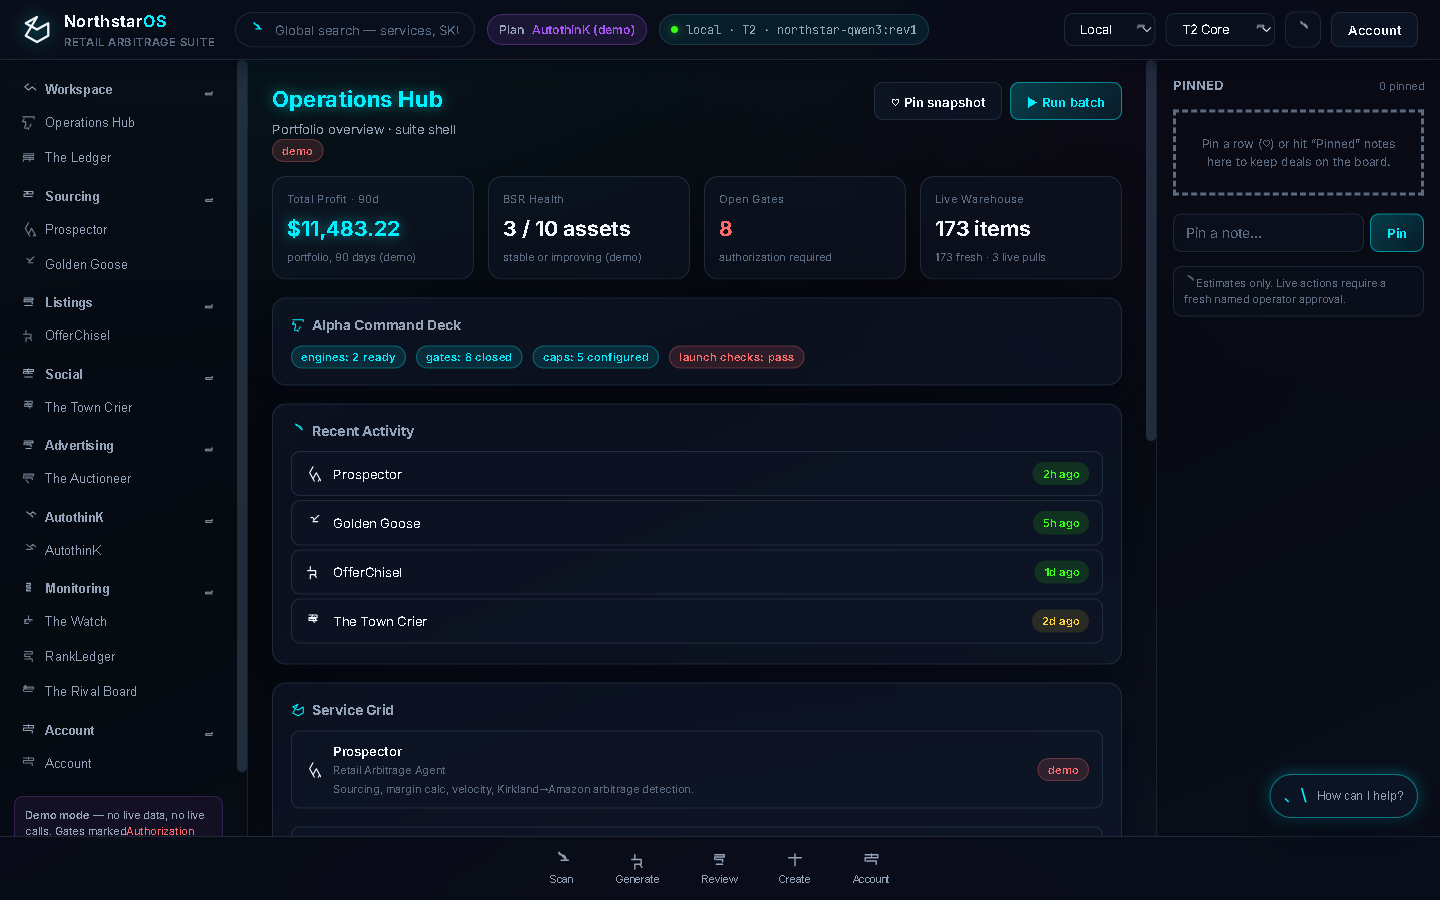 NorthstarOS
RETAIL ARBITRAGE SUITE
Global search — services, SKU
Plan AutothinK (demo)
local · T2 · northstar-qwen3:rev1
Local
T2 Core
Account
Workspace
Operations Hub
The Ledger
Sourcing
Prospector
Golden Goose
Listings
OfferChisel
Social
The Town Crier
Advertising
The Auctioneer
AutothinK
AutothinK
Monitoring
The Watch
RankLedger
The Rival Board
Account
Account
Demo mode — no live data, no live
calls. Gates marked Authorization
Operations Hub
Portfolio overview · suite shell
demo
♡ Pin snapshot
▶ Run batch
Total Profit · 90d
$11,483.22
portfolio, 90 days (demo)
BSR Health
3 / 10 assets
stable or improving (demo)
Open Gates
8
authorization required
Live Warehouse
173 items
173 fresh · 3 live pulls
Alpha Command Deck
engines: 2 ready
gates: 8 closed
caps: 5 configured
launch checks: pass
Recent Activity
Prospector
2h ago
Golden Goose
5h ago
OfferChisel
1d ago
The Town Crier
2d ago
Service Grid
Prospector
Retail Arbitrage Agent
Sourcing, margin calc, velocity, Kirkland→Amazon arbitrage detection.
demo
PINNED
0 pinned
Pin a row (♡) or hit “Pinned” notes
here to keep deals on the board.
Pin a note...
Pin
Estimates only. Live actions require a
fresh named operator approval.
How can I help?
Scan
Generate
Review
Create
Account